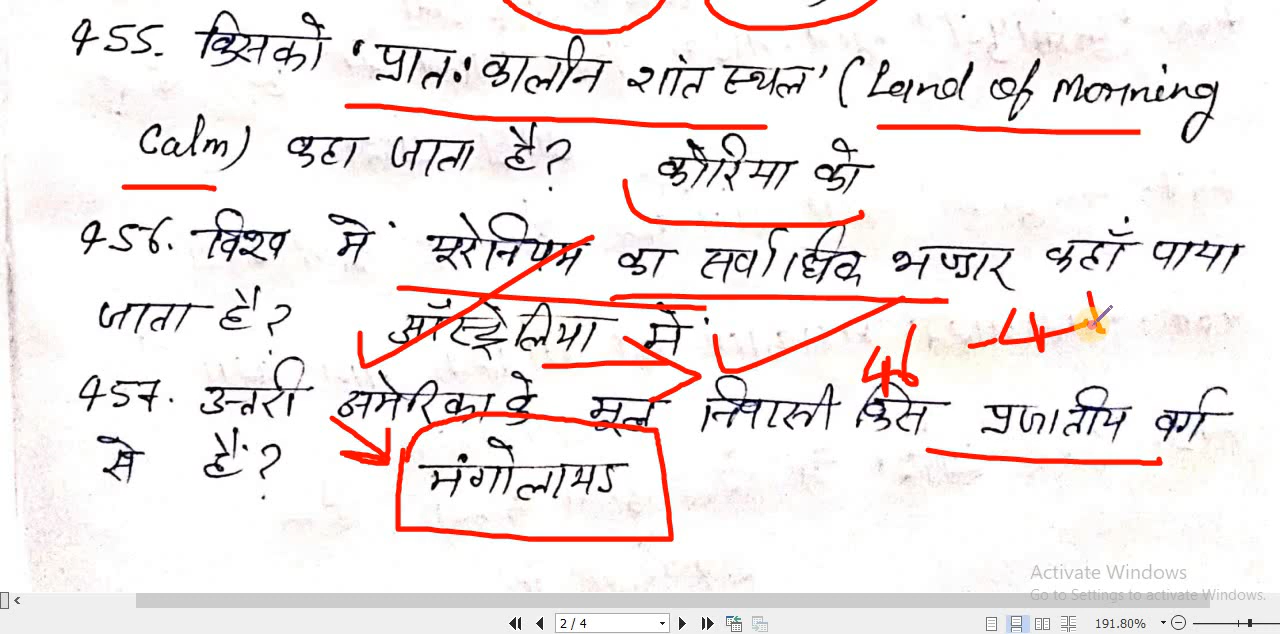 455. किसको 'प्रातः कालीन शांत स्थल' (Land of Morning
Calm) कहा जाता है? कोरिया को
456. विश्व में यूरेनियम का सर्वाधिक भण्डार कहाँ पाया
जाता है? ऑस्ट्रेलिया में
46
457. उत्तरी अमेरिका के मूल निवासी किस प्रजातीय वर्ग
से हैं? मंगोलायड
Activate Windows
Go to Settings to activate Windows.
2 / 4
191.80%